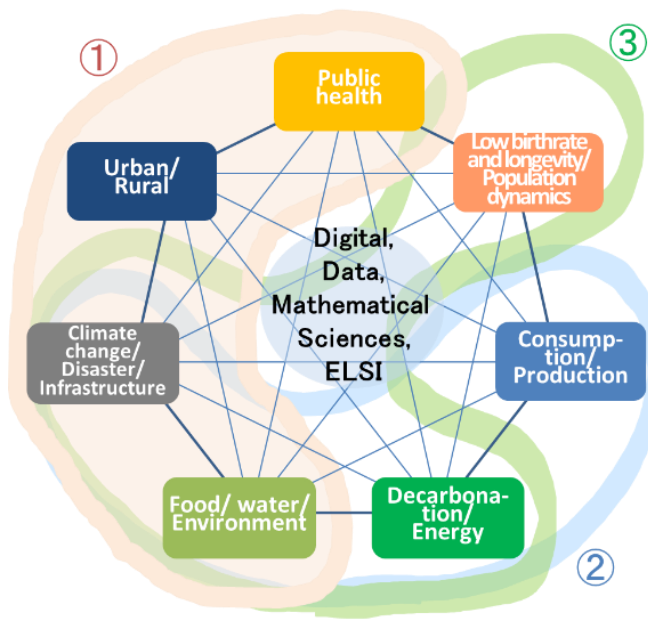 ①
③
Public
health
Urban/
Rural
Low birthrate
and longevity/
Population
dynamics
Digital,
Data,
Mathematical
Sciences,
ELSI
Climate
change/
Disaster/
Infrastructure
Consump-
tion/
Production
Food/ water/
Environment
Decarbona-
tion/
Energy
②